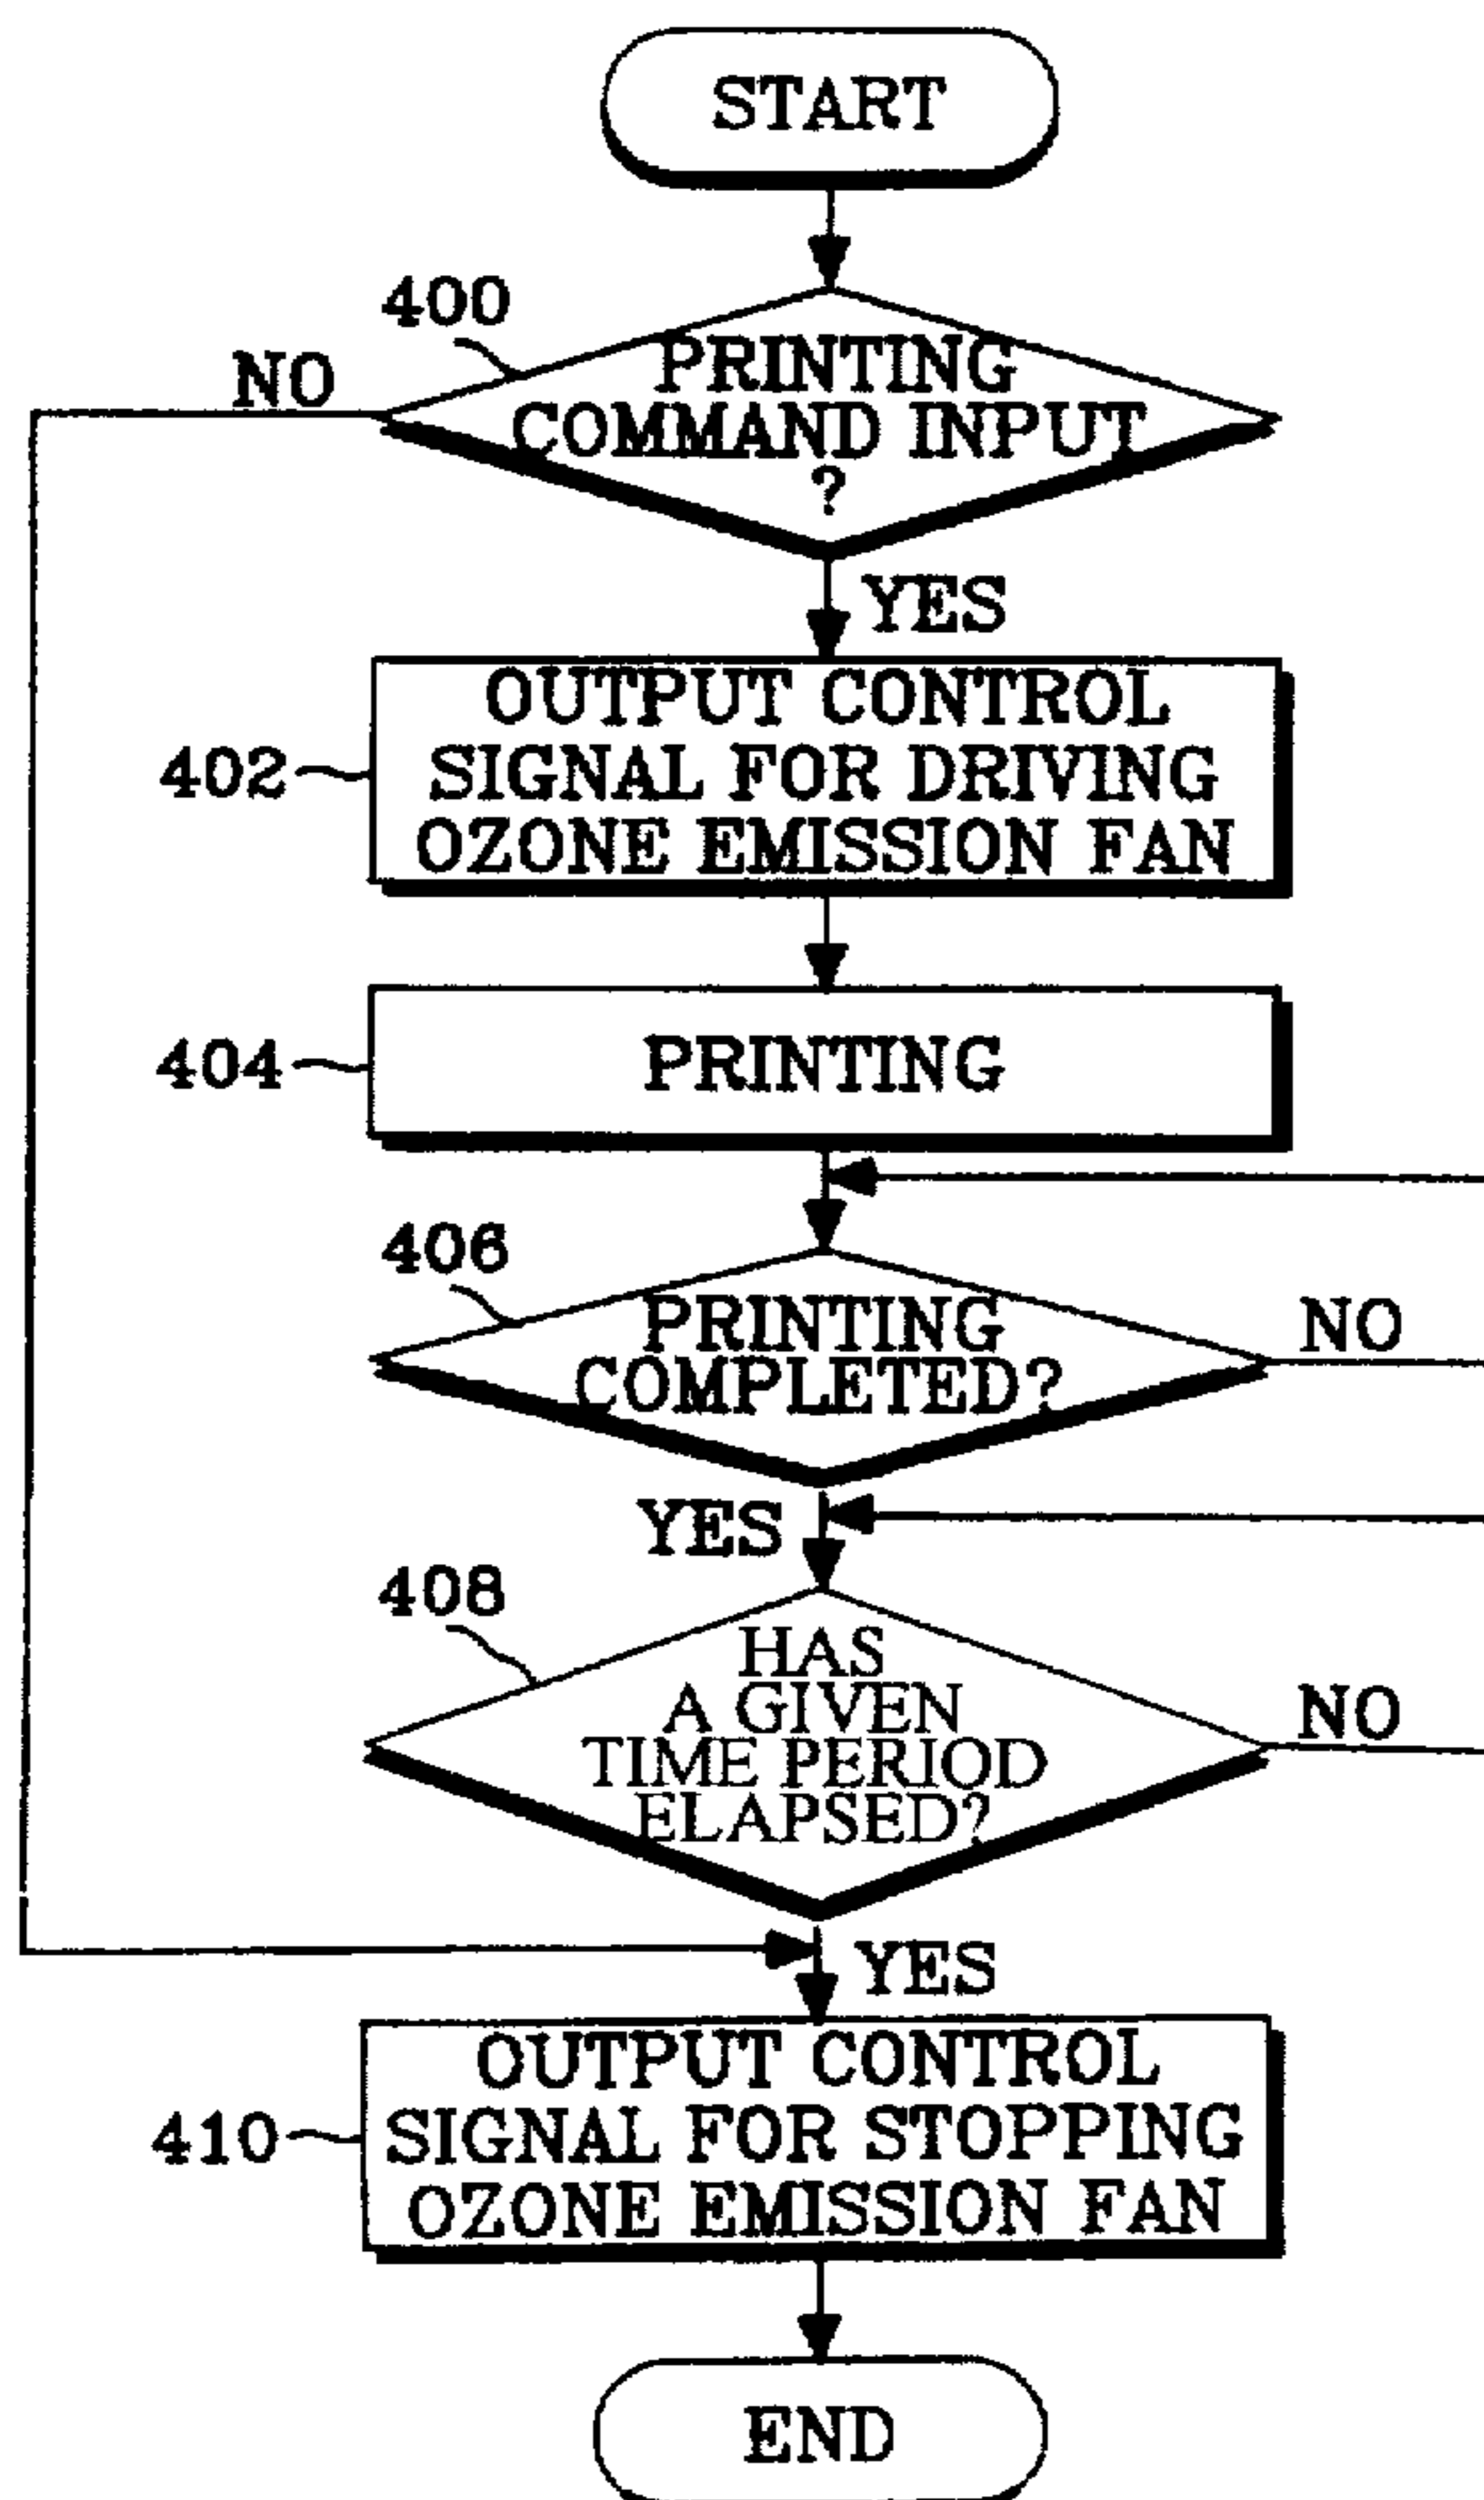 START
400
NO
PRINTING
COMMAND INPUT
?
YES
OUTPUT CONTROL
402
SIGNAL FOR DRIVING
OZONE EMISSION FAN
404
PRINTING
406
PRINTING
NO
COMPLETED?
YES
408
HAS
A GIVEN
NO
TIME PERIOD
ELAPSED?
YES
OUTPUT CONTROL
410
SIGNAL FOR STOPPING
OZONE EMISSION FAN
END